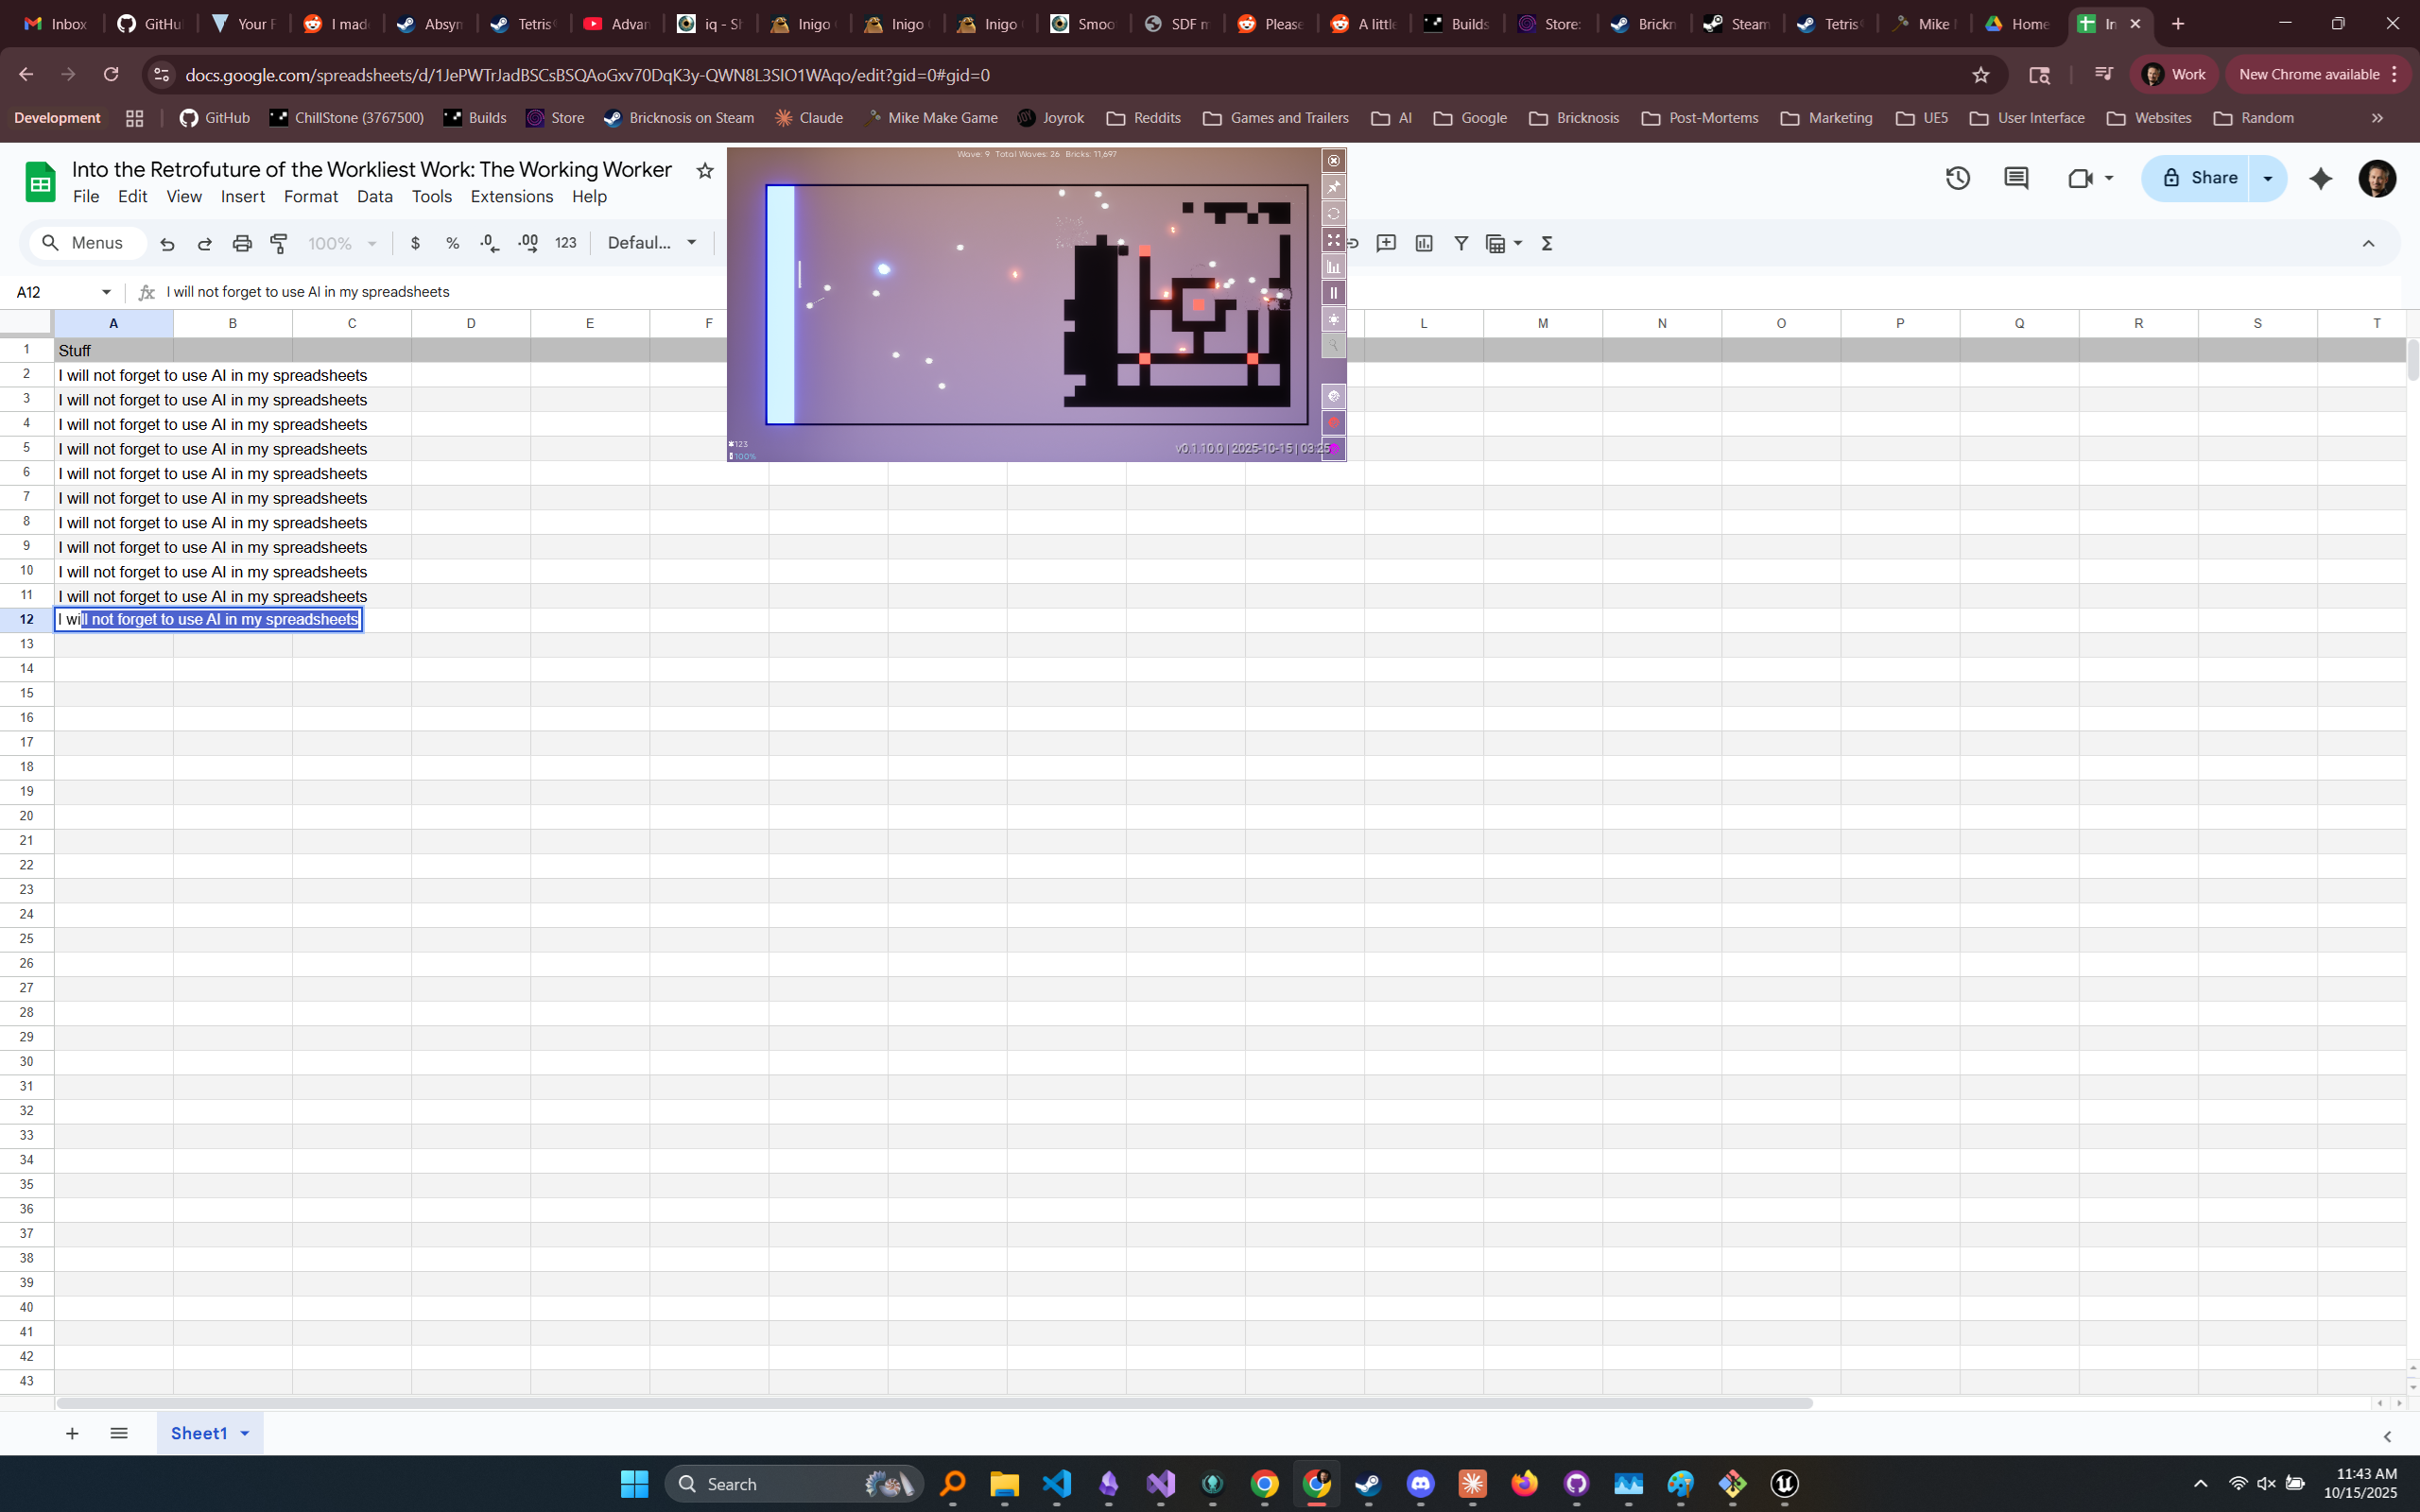 Inbox GitHu Your F I mad Absyn Tetris Advan iq - Sh Inigo Inigo Inigo Smoo SDF m Please A little Builds Store: Brickn Steam Tetris Mike Home In
docs.google.com/spreadsheets/d/1JePWTrJadBSCsBSQAoGxv70DqK3y-QWN8L3SIO1WAqo/edit?gid=0#gid=0 Work New Chrome available
Development GitHub ChillStone (3767500) Builds Store Bricknosis on Steam Claude Mike Make Game Joyrok Reddits Games and Trailers AI Google Bricknosis Post-Mortems Marketing UE5 User Interface Websites Random »
Into the Retrofuture of the Workliest Work: The Working Worker
File Edit View Insert Format Data Tools Extensions Help
Share
Wave: 9 Total Waves: 26 Bricks: 11,697
Menus 100% $ % .0 .00 123 Defaul... Σ
A12 fx I will not forget to use AI in my spreadsheets
A B C D E F L M N O P Q R S T
1 Stuff
2 I will not forget to use AI in my spreadsheets
3 I will not forget to use AI in my spreadsheets
4 I will not forget to use AI in my spreadsheets
5 I will not forget to use AI in my spreadsheets
123
100%
v0.1.10.0 | 2025-10-15 | 03:25
6 I will not forget to use AI in my spreadsheets
7 I will not forget to use AI in my spreadsheets
8 I will not forget to use AI in my spreadsheets
9 I will not forget to use AI in my spreadsheets
10 I will not forget to use AI in my spreadsheets
11 I will not forget to use AI in my spreadsheets
12 I will not forget to use AI in my spreadsheets
13
14
15
16
17
18
19
20
21
22
23
24
25
26
27
28
29
30
31
32
33
34
35
36
37
38
39
40
41
42
43
Sheet1
Search
11:43 AM
10/15/2025